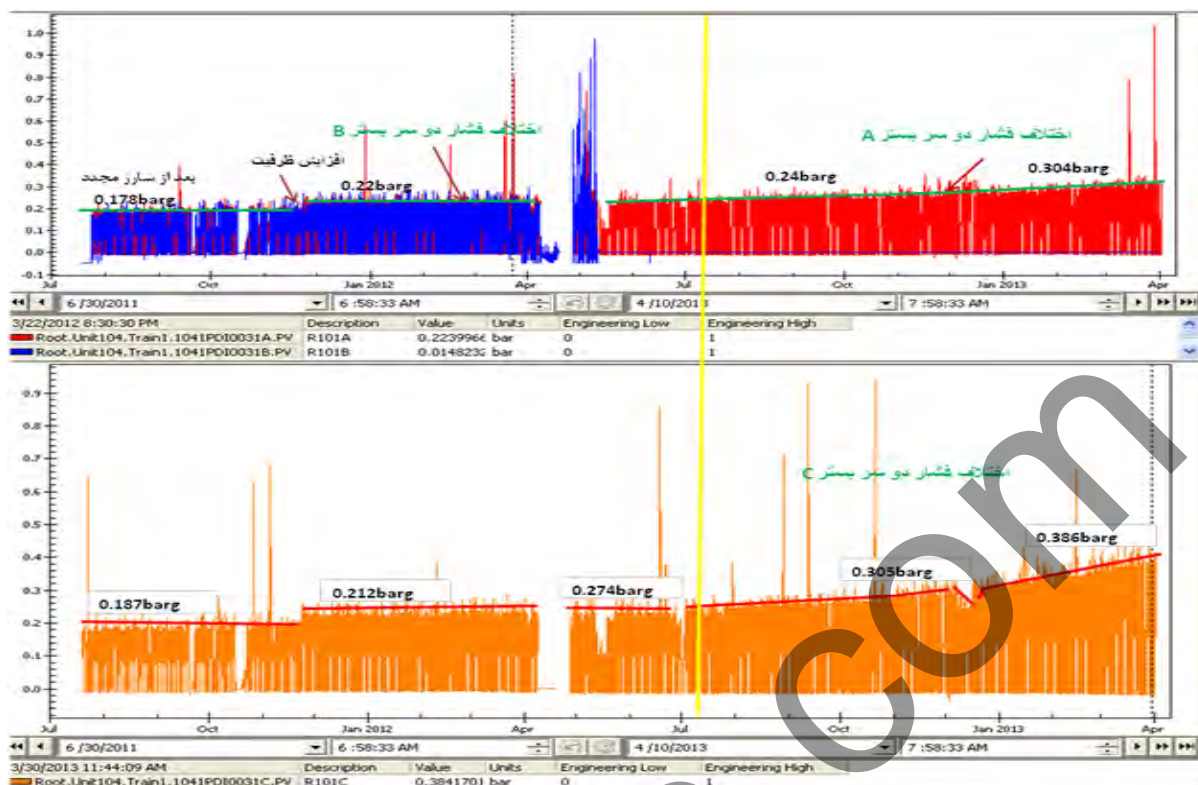 1.0
0.9
0.8
0.7
0.6
0.5
0.4
0.3
0.2
0.1
0.0
-0.1
اختلاف فشار دو سر بستر B
اختلاف فشار دو سر بستر A
افزایش ظرفیت
بعد از شارژ مجدد
0.178barg
0.22barg
0.24barg
0.304barg
Jul Oct Jan 2012 Apr Jul Oct Jan 2013 Apr
6 /30/2011 6 :58:33 AM 4 /10/2013 7 :58:33 AM
3/22/2012 8:30:30 PM Description Value Units Engineering Low Engineering High
Root.Unit104.Train1.1041PDI0031A.PV R101A 0.223996 bar 0 1
Root.Unit104.Train1.1041PDI0031B.PV R101B 0.014823 bar 0 1
0.9
0.8
0.7
0.6
0.5
0.4
0.3
0.2
0.1
0.0
اختلاف فشار دو سر بستر C
0.187barg
0.212barg
0.274barg
0.305barg
0.386barg
Jul Oct Jan 2012 Apr Jul Oct Jan 2013 Apr
6 /30/2011 6 :58:33 AM 4 /10/2013 7 :58:33 AM
3/30/2013 11:44:09 AM Description Value Units Engineering Low Engineering High
Root.Unit104.Train1.1041PDI0031C.PV R101C 0.3841701 bar 0 1
com